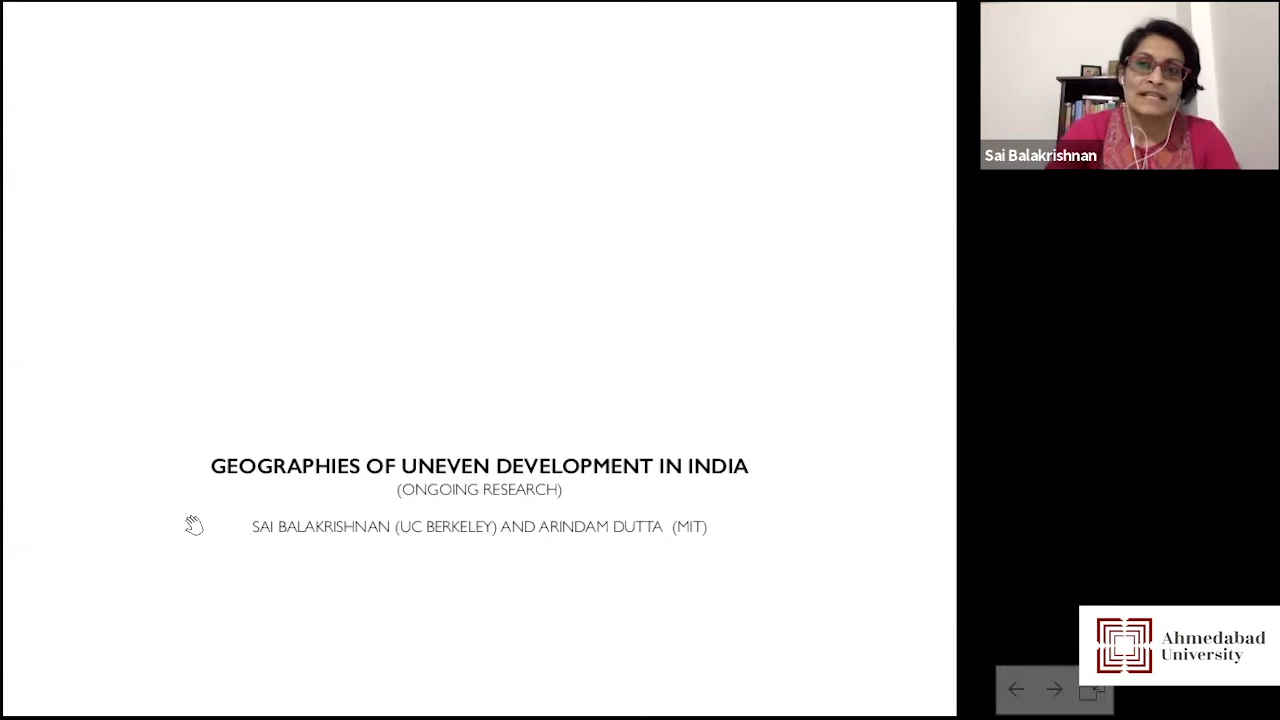 GEOGRAPHIES OF UNEVEN DEVELOPMENT IN INDIA
(ONGOING RESEARCH)
SAI BALAKRISHNAN (UC BERKELEY) AND ARINDAM DUTTA (MIT)
Sai Balakrishnan
Ahmedabad
University